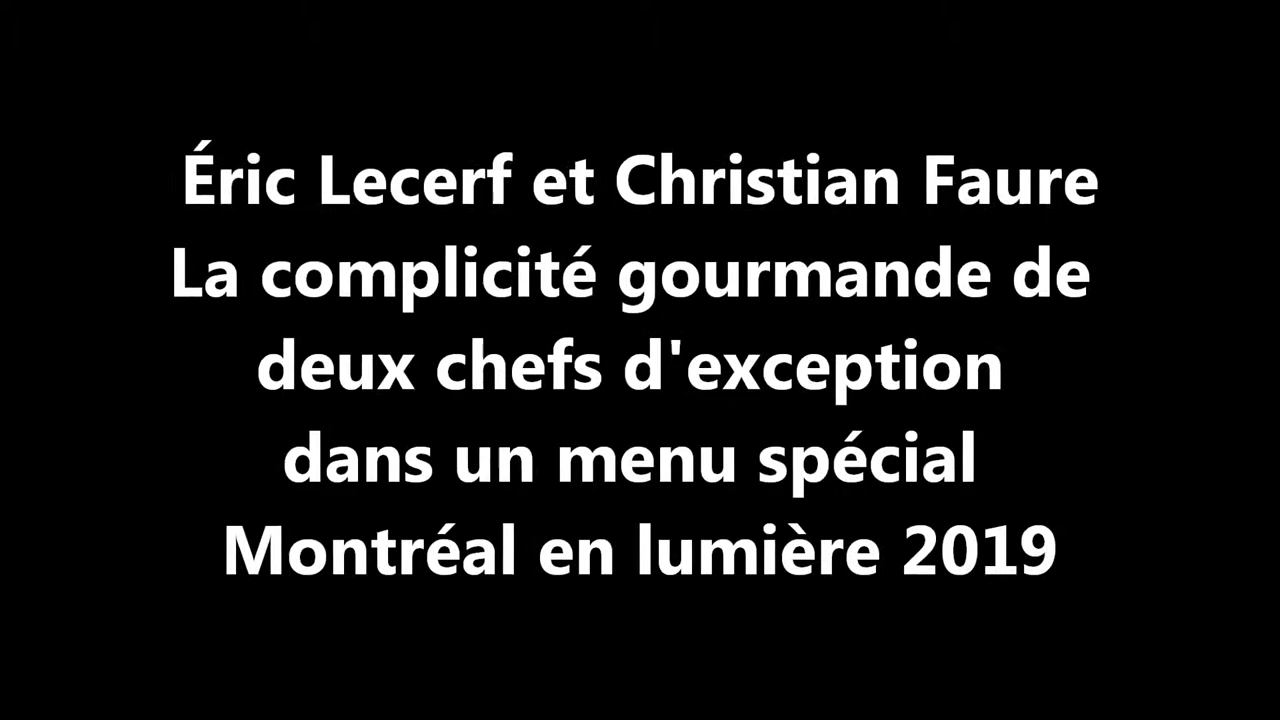 Éric Lecerf et Christian Faure
La complicité gourmande de
deux chefs d'exception
dans un menu spécial
Montréal en lumière 2019